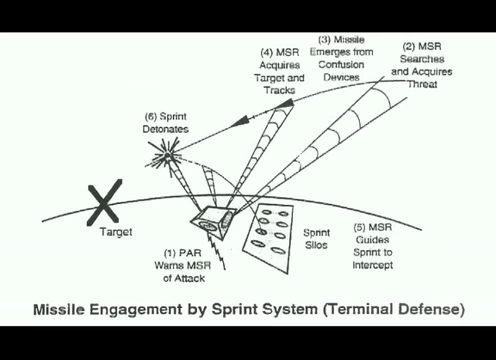 (4) MSR
Acquires
Target and
Tracks
(3) Missile
Emerges from
Confusion
Devices
(2) MSR
Searches
and Acquires
Threat
(6) Sprint
Detonates
Target
(1) PAR
Warns MSR
of Attack
Sprint
Silos
(5) MSR
Guides
Sprint to
Intercept
Missile Engagement by Sprint System (Terminal Defense)